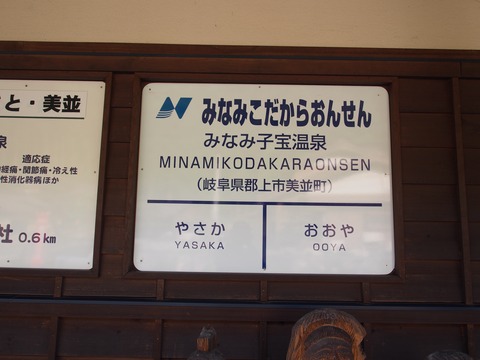 と・美並
泉
適応症
経痛・関節痛・冷え性
性消化器病ほか
社 0.6km
みなみこだからおんせん
みなみ子宝温泉
MINAMIKODAKARAONSEN
(岐阜県郡上市美並町)
やさか
YASAKA
おおや
OOYA